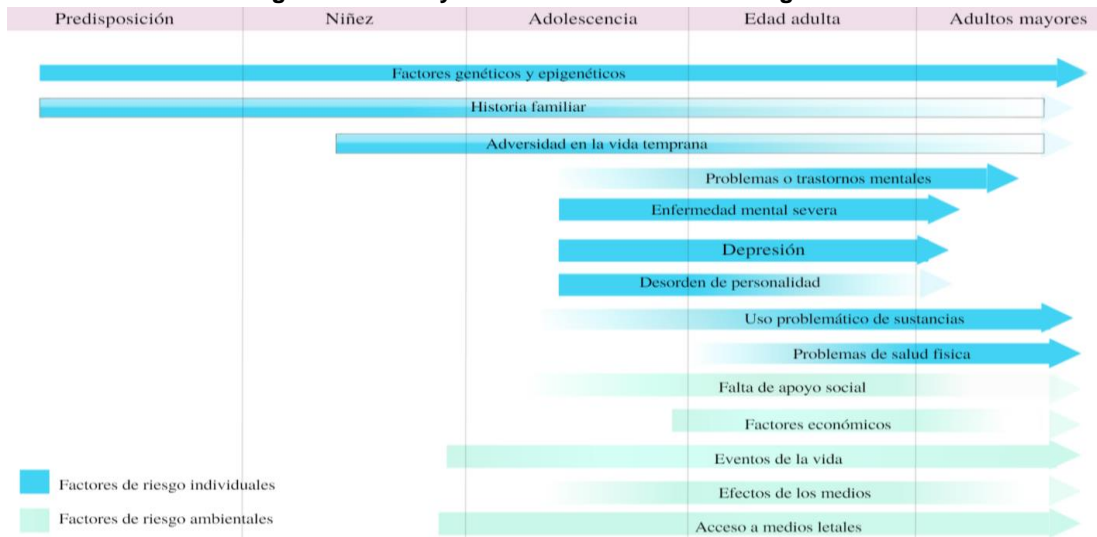 Predisposición Niñez Adolescencia Edad adulta Adultos mayores
Factores genéticos y epigenéticos
Historia familiar
Adversidad en la vida temprana
Problemas o trastornos mentales
Enfermedad mental severa
Depresión
Desorden de personalidad
Uso problemático de sustancias
Problemas de salud física
Falta de apoyo social
Factores económicos
Eventos de la vida
Factores de riesgo individuales
Efectos de los medios
Factores de riesgo ambientales
Acceso a medios letales